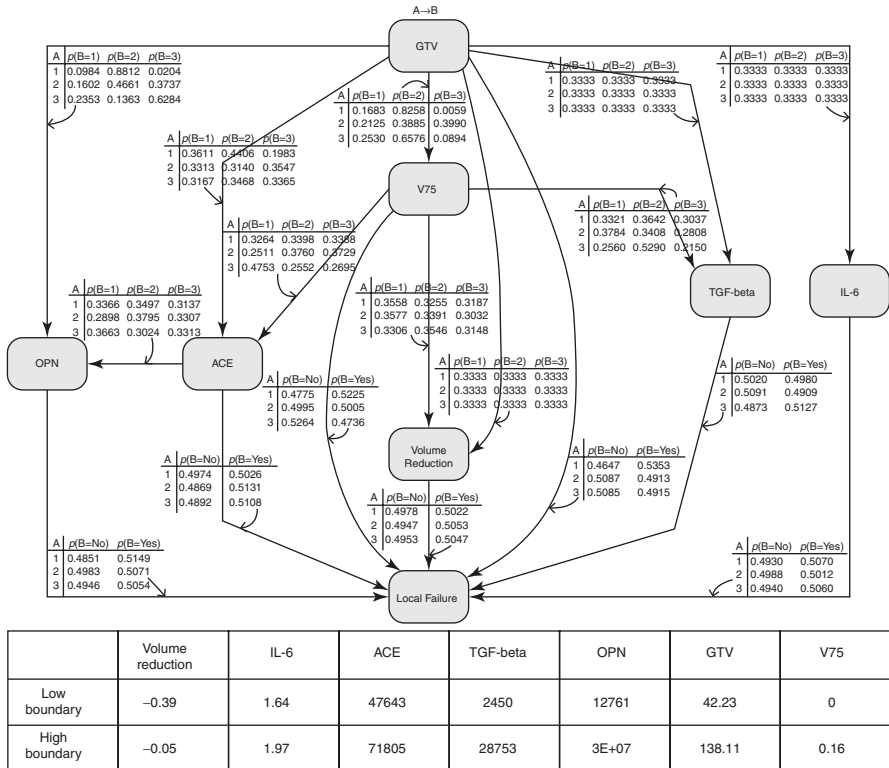 A→B
GTV
A p(B=1) p(B=2) p(B=3)
1 0.0984 0.8812 0.0204
2 0.1602 0.4661 0.3737
3 0.2353 0.1363 0.6284
A p(B=1) p(B=2) p(B=3)
1 0.1683 0.8258 0.0059
2 0.2125 0.3885 0.3990
3 0.2530 0.6576 0.0894
A p(B=1) p(B=2) p(B=3)
1 0.3333 0.3333 0.3333
2 0.3333 0.3333 0.3333
3 0.3333 0.3333 0.3333
A p(B=1) p(B=2) p(B=3)
1 0.3333 0.3333 0.3333
2 0.3333 0.3333 0.3333
3 0.3333 0.3333 0.3333
A p(B=1) p(B=2) p(B=3)
1 0.3611 0.4406 0.1983
2 0.3313 0.3140 0.3547
3 0.3167 0.3468 0.3365
V75
A p(B=1) p(B=2) p(B=3)
1 0.3264 0.3398 0.3388
2 0.2511 0.3760 0.3729
3 0.4753 0.2552 0.2695
A p(B=1) p(B=2) p(B=3)
1 0.3321 0.3642 0.3037
2 0.3784 0.3408 0.2808
3 0.2560 0.5290 0.2150
A p(B=1) p(B=2) p(B=3)
1 0.3366 0.3497 0.3137
2 0.2898 0.3795 0.3307
3 0.3663 0.3024 0.3313
A p(B=1) p(B=2) p(B=3)
1 0.3558 0.3255 0.3187
2 0.3577 0.3391 0.3032
3 0.3306 0.3546 0.3148
TGF-beta
IL-6
OPN
ACE
A p(B=1) p(B=2) p(B=3)
1 0.3333 0.3333 0.3333
2 0.3333 0.3333 0.3333
3 0.3333 0.3333 0.3333
A p(B=No) p(B=Yes)
1 0.4775 0.5225
2 0.4995 0.5005
3 0.5264 0.4736
A p(B=No) p(B=Yes)
1 0.5020 0.4980
2 0.5091 0.4909
3 0.4873 0.5127
Volume
Reduction
A p(B=No) p(B=Yes)
1 0.4974 0.5026
2 0.4869 0.5131
3 0.4892 0.5108
A p(B=No) p(B=Yes)
1 0.4647 0.5353
2 0.5087 0.4913
3 0.5085 0.4915
A p(B=No) p(B=Yes)
1 0.4978 0.5022
2 0.4947 0.5053
3 0.4953 0.5047
A p(B=No) p(B=Yes)
1 0.4851 0.5149
2 0.4983 0.5071
3 0.4946 0.5054
A p(B=No) p(B=Yes)
1 0.4930 0.5070
2 0.4988 0.5012
3 0.4940 0.5060
Local Failure
Volume reduction IL-6 ACE TGF-beta OPN GTV V75
Low boundary −0.39 1.64 47643 2450 12761 42.23 0
High boundary −0.05 1.97 71805 28753 3E+07 138.11 0.16